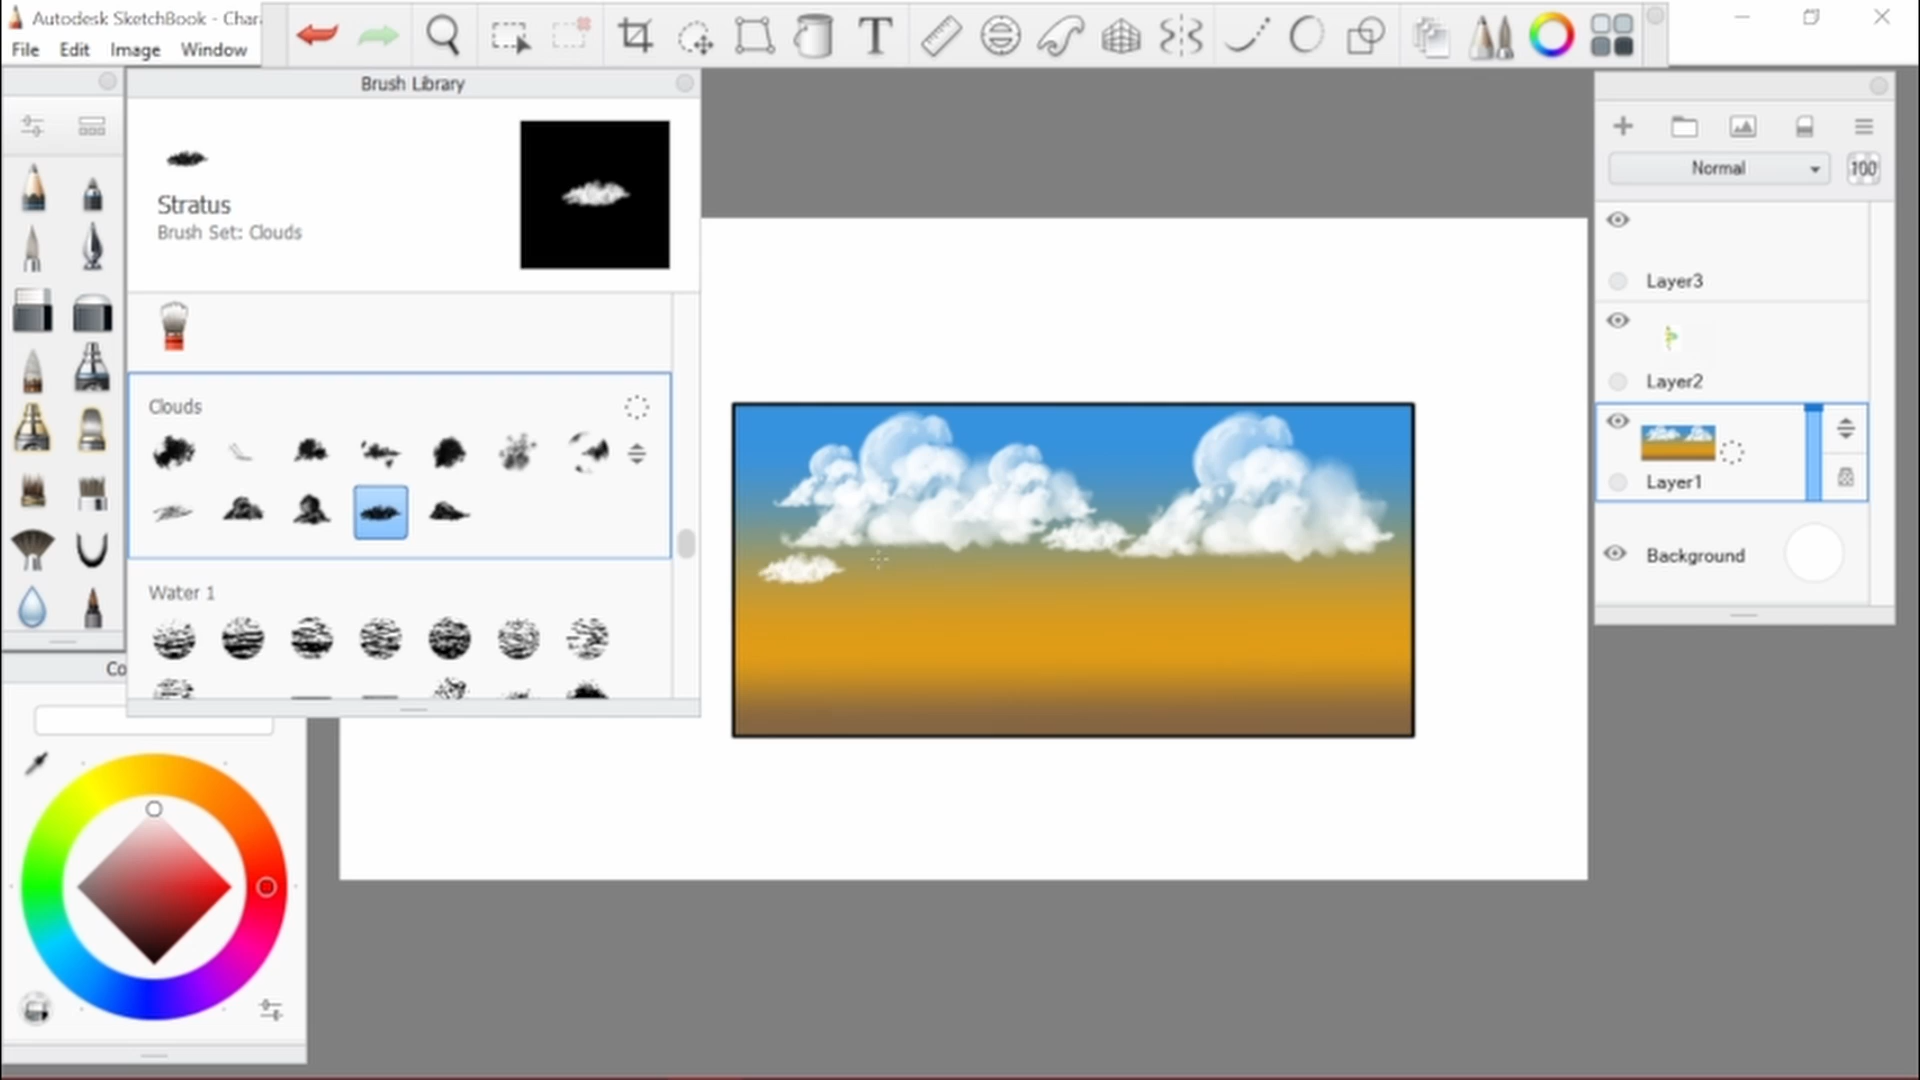 Autodesk SketchBook - Chara
File Edit Image Window
T
Brush Library
Stratus
Brush Set: Clouds
Clouds
Water 1
Co
Normal 100
Layer3
Layer2
Layer1
Background